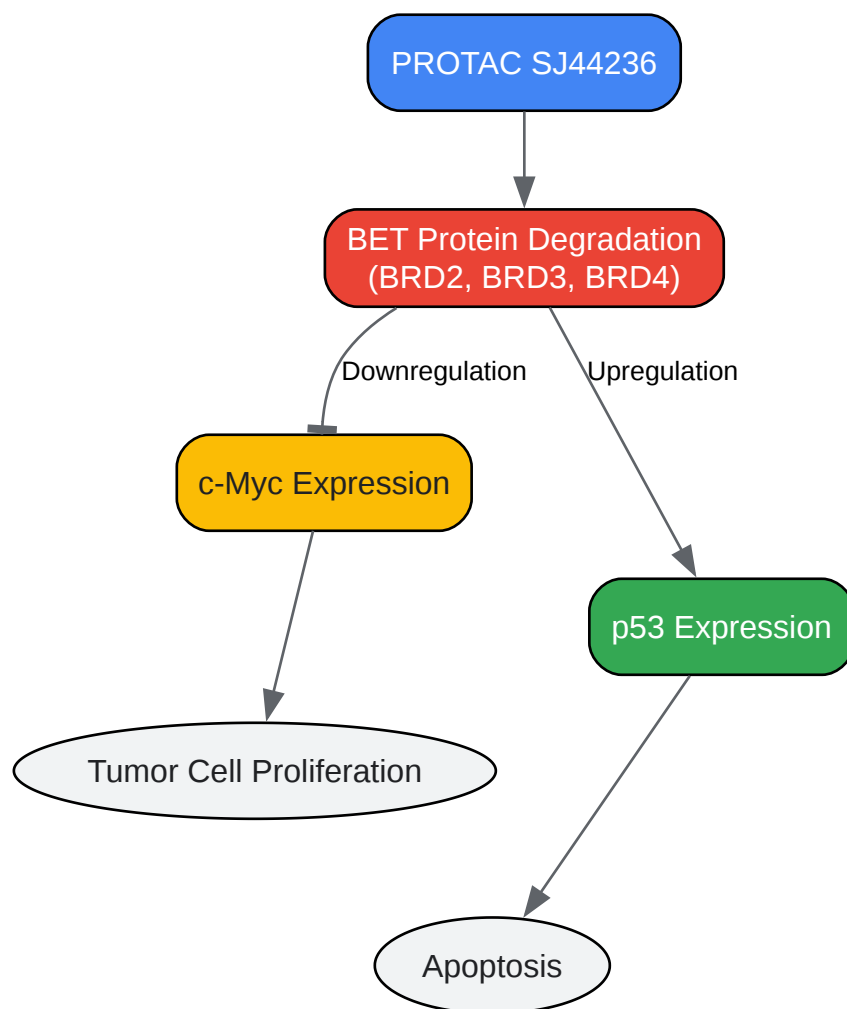 PROTAC SJ44236
BET Protein Degradation
(BRD2, BRD3, BRD4)
Downregulation
Upregulation
c-Myc Expression
p53 Expression
Tumor Cell Proliferation
Apoptosis